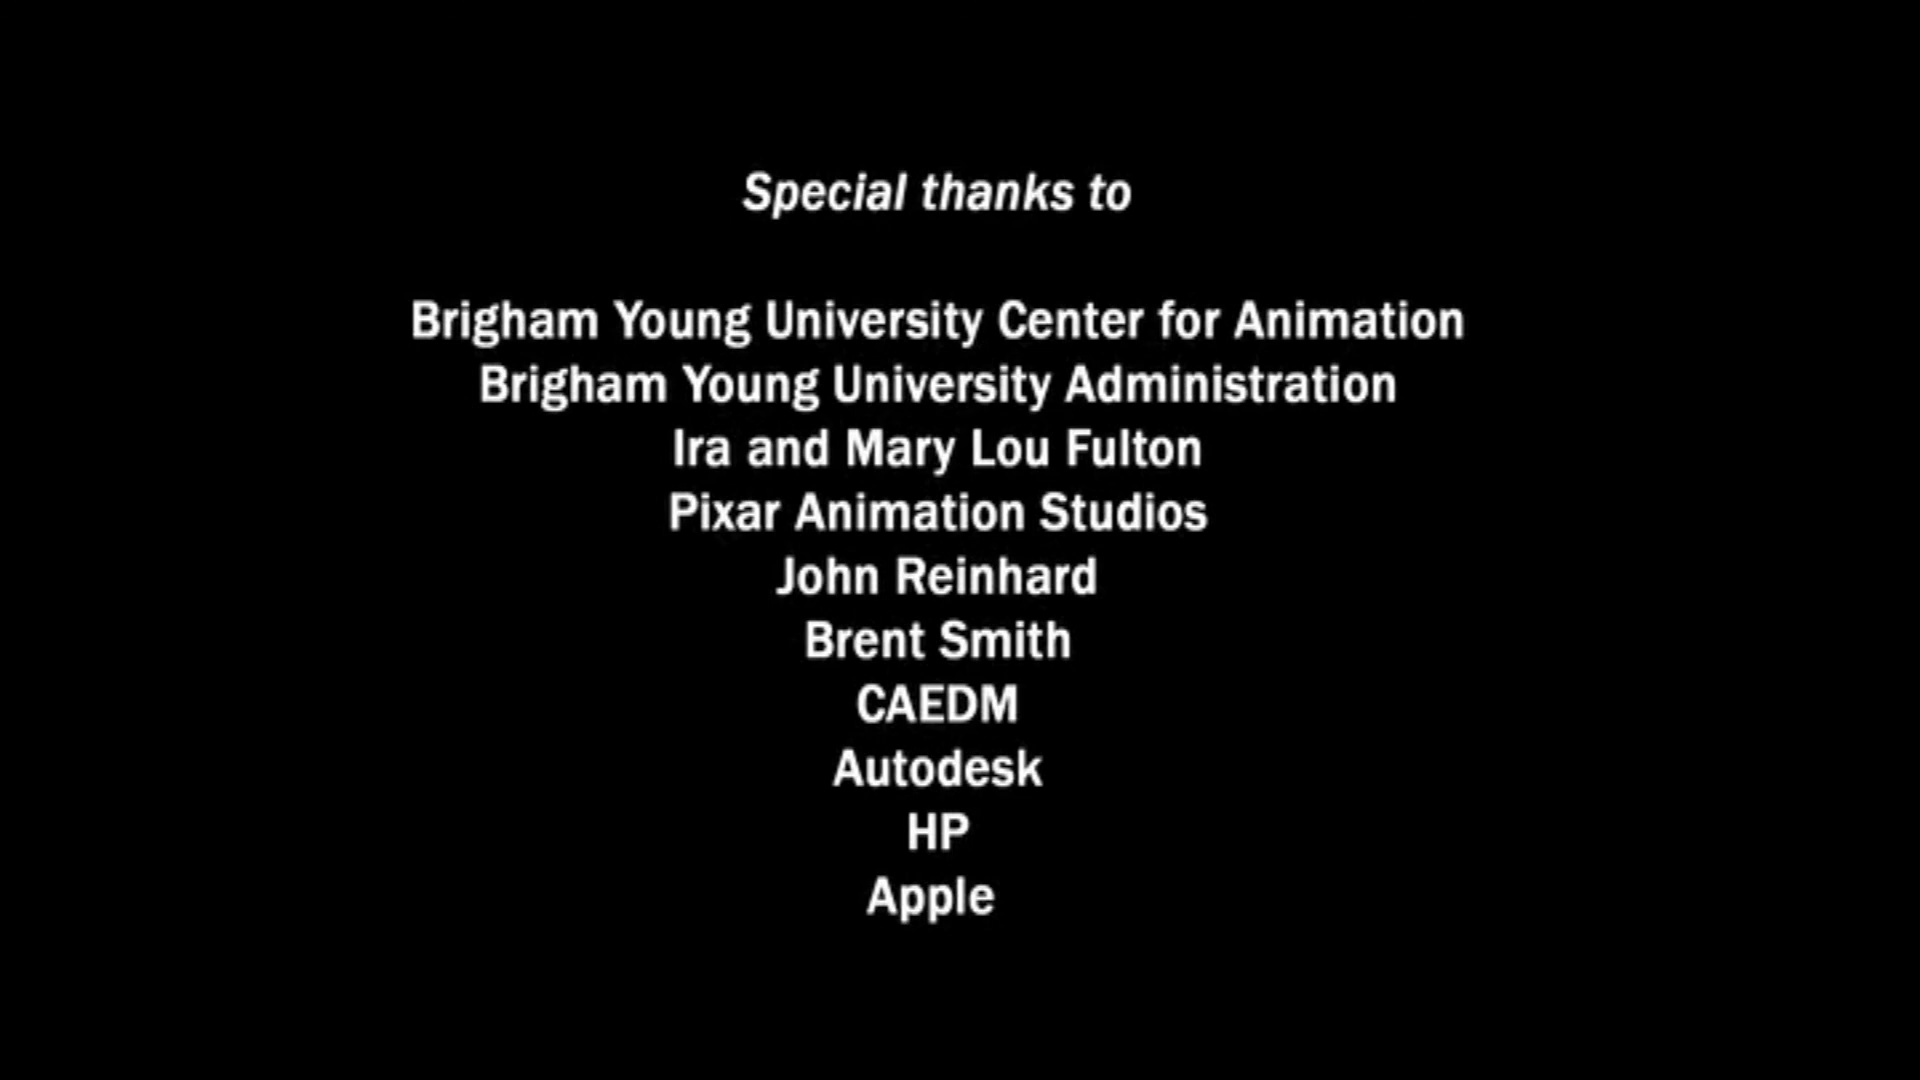 Special thanks to
Brigham Young University Center for Animation
Brigham Young University Administration
Ira and Mary Lou Fulton
Pixar Animation Studios
John Reinhard
Brent Smith
CAEDM
Autodesk
HP
Apple